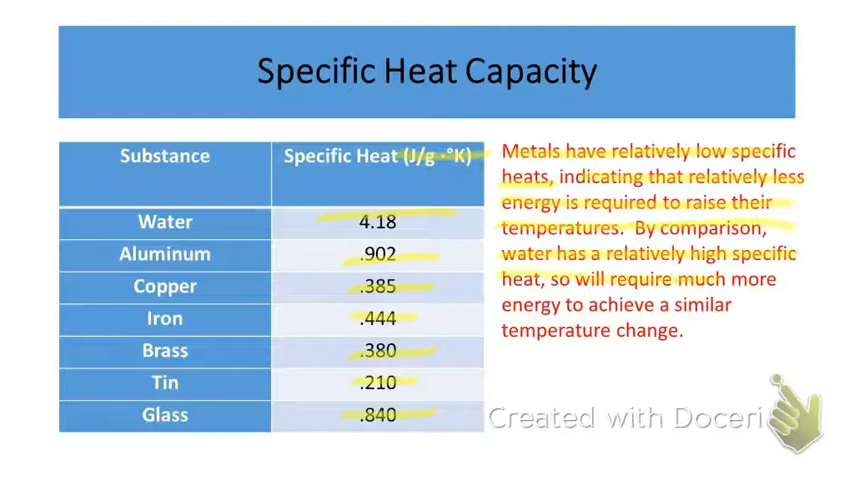 Specific Heat Capacity
Substance Specific Heat (J/g ·°K)
Water 4.18
Aluminum .902
Copper .385
Iron .444
Brass .380
Tin .210
Glass .840
Metals have relatively low specific
heats, indicating that relatively less
energy is required to raise their
temperatures. By comparison,
water has a relatively high specific
heat, so will require much more
energy to achieve a similar
temperature change.
Created with Doceri